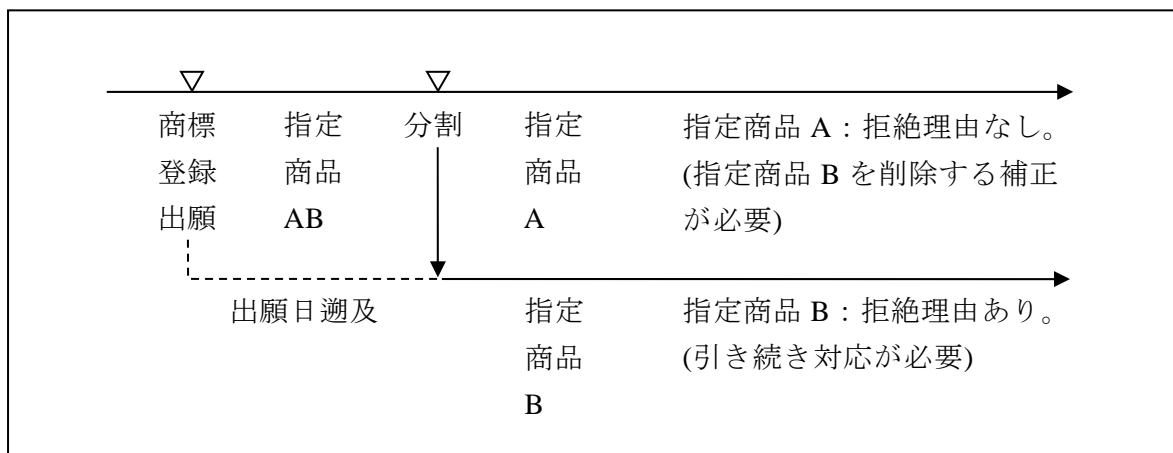 商標 指定 分割 指定 指定商品 A：拒絶理由なし。
登録 商品 商品 (指定商品 B を削除する補正
出願 AB A が必要)
出願日遡及 指定 指定商品 B：拒絶理由あり。
商品 (引き続き対応が必要)
B